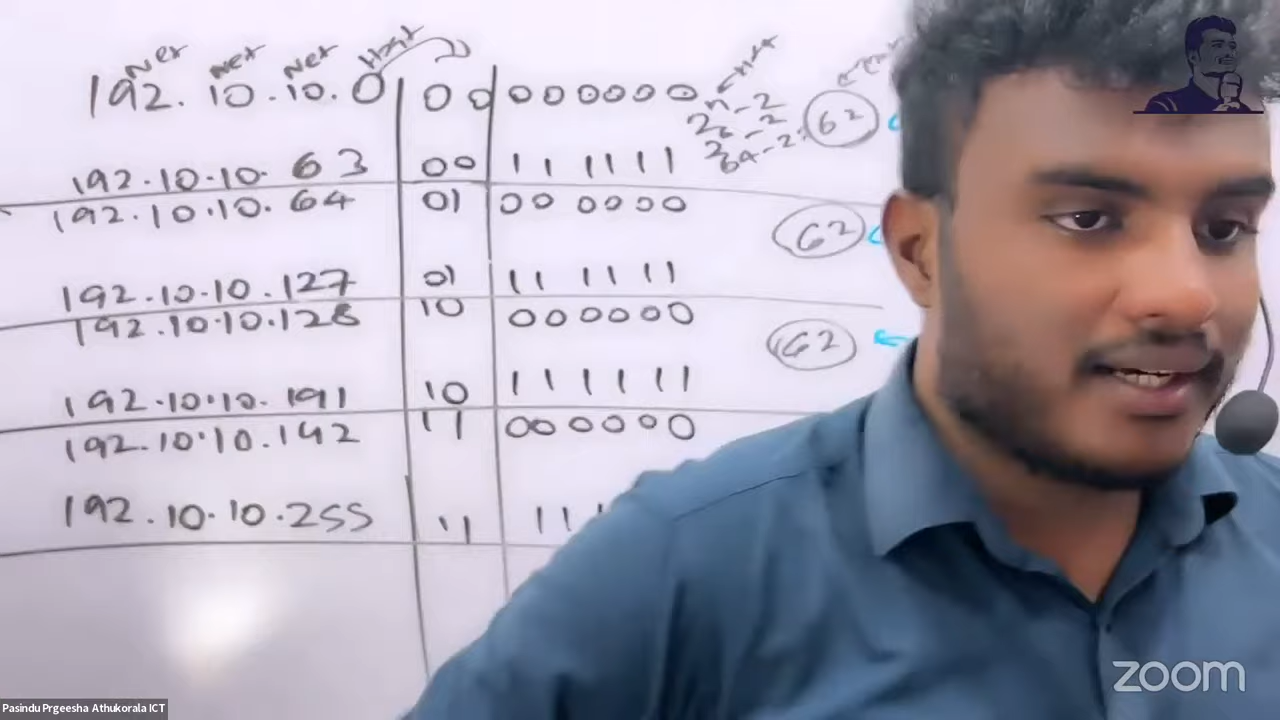 Net Net Net Host
192.10.10.0 00 000000
2ⁿ-2
2⁶-2
64-2
62
192.10.10.63 00 111111
192.10.10.64 01 000000
62
192.10.10.127 01 111111
192.10.10.128 10 000000
62
192.10.10.191 10 111111
192.10.10.192 11 000000
192.10.10.255 11 11
zoom
Pasindu Prgeesha Athukorala ICT